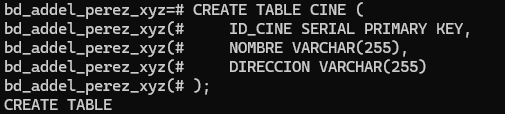 bd_addel_perez_xyz=# CREATE TABLE CINE (
bd_addel_perez_xyz(#     ID_CINE SERIAL PRIMARY KEY,
bd_addel_perez_xyz(#     NOMBRE VARCHAR(255),
bd_addel_perez_xyz(#     DIRECCION VARCHAR(255)
bd_addel_perez_xyz(# );
CREATE TABLE